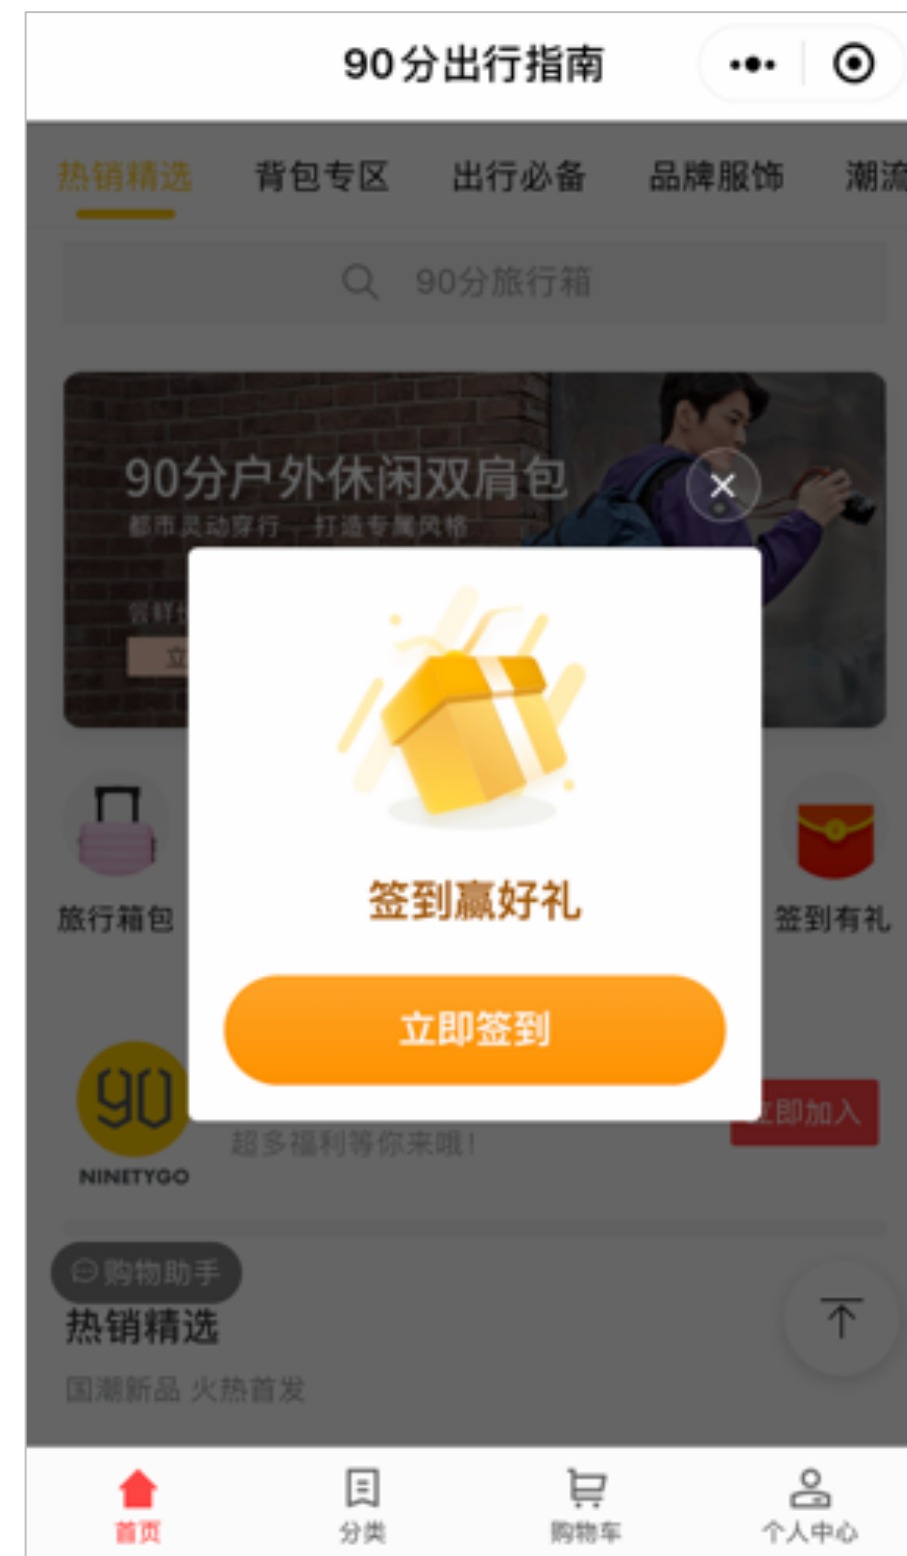 90分出行指南
热销精选 背包专区 出行必备 品牌服饰 潮流
90分旅行箱
90分户外休闲双肩包
都市灵动穿行 打造专属风格
尝鲜
立
旅行箱包
签到有礼
签到赢好礼
立即签到
90
NINETYGO
超多福利等你来哦!
立即加入
购物助手
热销精选
国潮新品 火热首发
首页 分类 购物车 个人中心